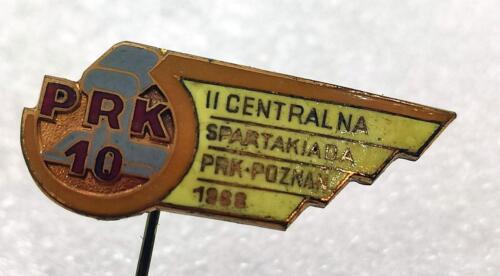 PRK
10
II CENTRALNA
SPARTAKIADA
PRK-POZNAŃ
1968